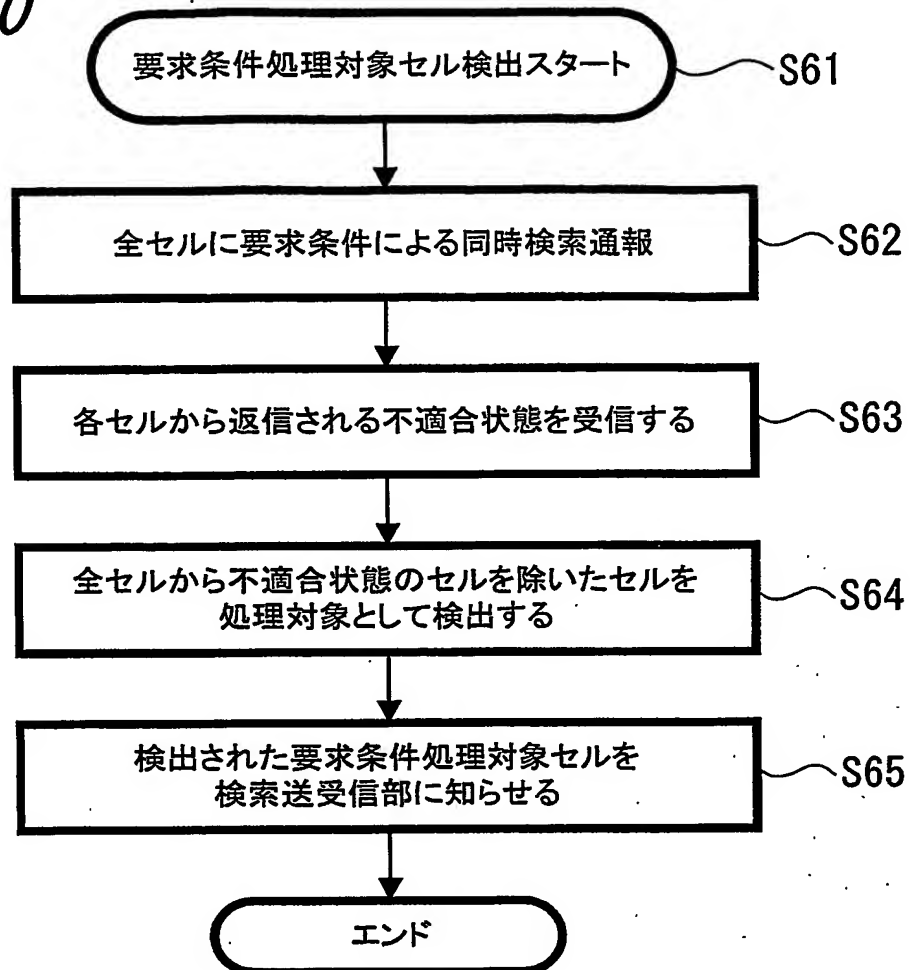 要求条件処理対象セル検出スタート
S61
全セルに要求条件による同時検索通報
S62
各セルから返信される不適合状態を受信する
S63
全セルから不適合状態のセルを除いたセルを
処理対象として検出する
S64
検出された要求条件処理対象セルを
検索送受信部に知らせる
S65
エンド